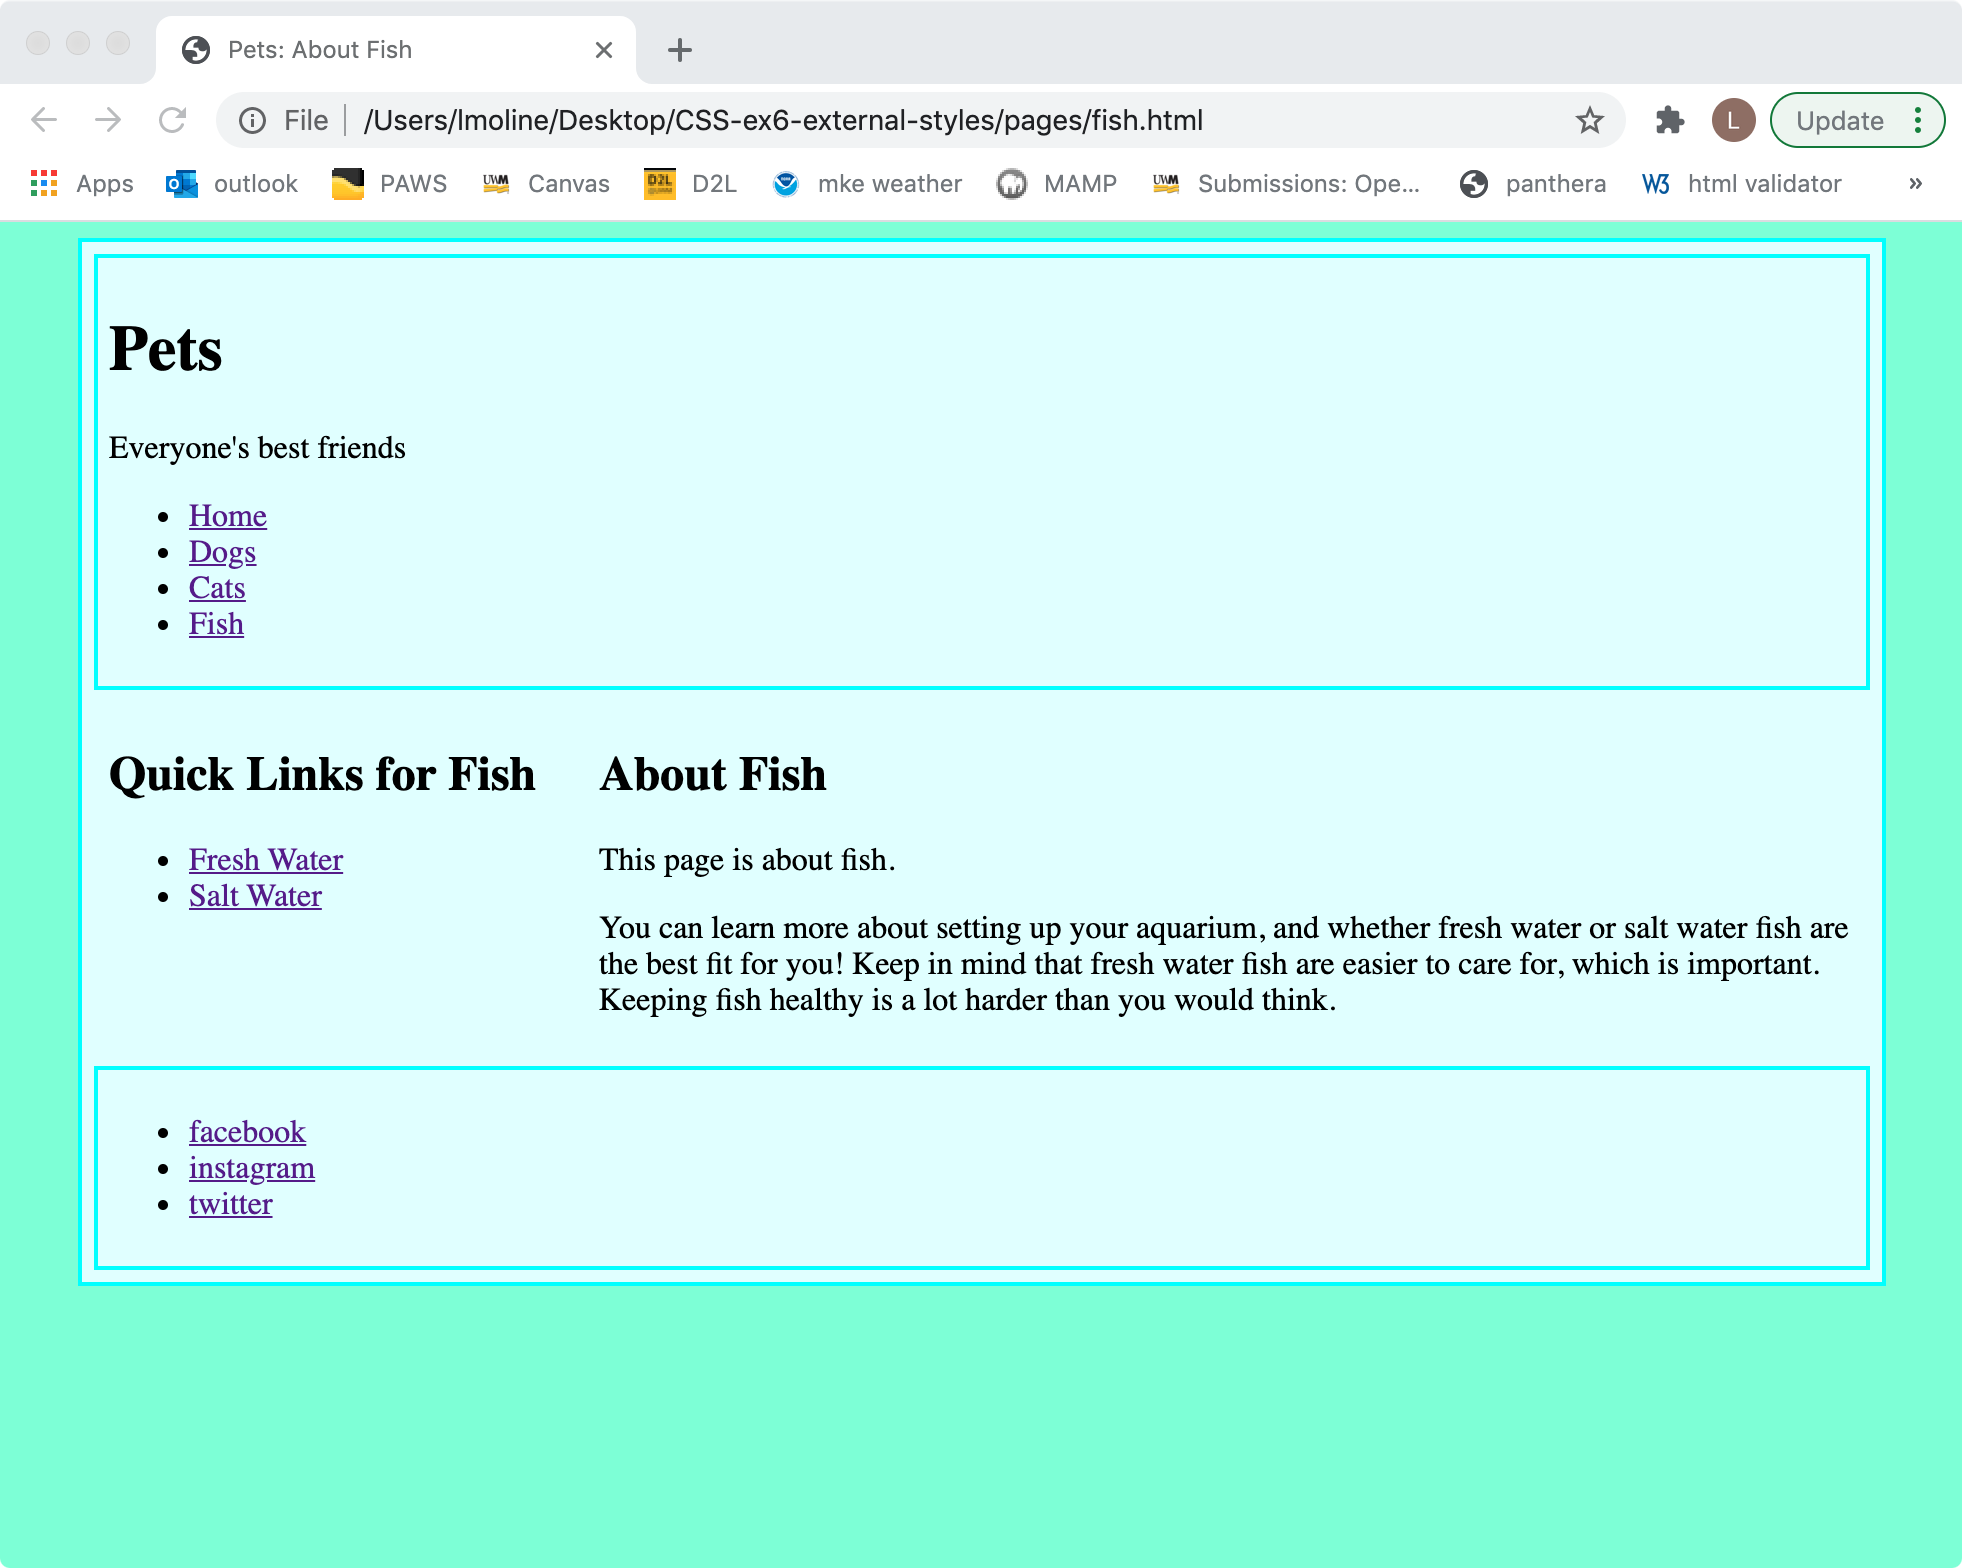 Pets: About Fish
File
/Users/lmoline/Desktop/CSS-ex6-external-styles/pages/fish.html
L
Update
Apps
outlook
PAWS
UWM
Canvas
D2L
D2L
mke weather
MAMP
UWM
Submissions: Ope...
panthera
W3
html validator
»
Pets
Everyone's best friends
• Home
• Dogs
• Cats
• Fish
Quick Links for Fish
• Fresh Water
• Salt Water
About Fish
This page is about fish.
You can learn more about setting up your aquarium, and whether fresh water or salt water fish are
the best fit for you! Keep in mind that fresh water fish are easier to care for, which is important.
Keeping fish healthy is a lot harder than you would think.
• facebook
• instagram
• twitter